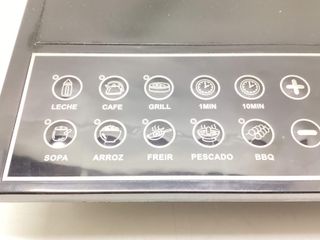 LECHE CAFE GRILL 1MIN 10MIN +
SOPA ARROZ FREIR PESCADO BBQ -